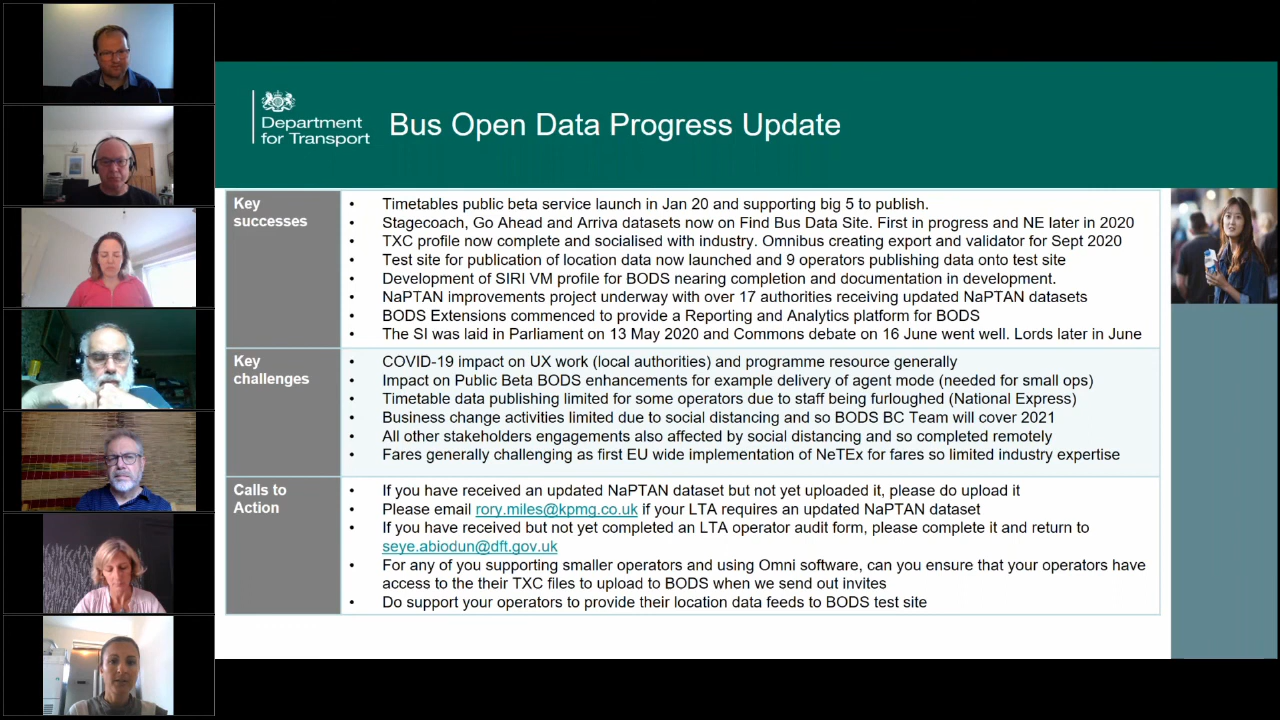 Department
for Transport
Bus Open Data Progress Update
Key
successes
• Timetables public beta service launch in Jan 20 and supporting big 5 to publish.
• Stagecoach, Go Ahead and Arriva datasets now on Find Bus Data Site. First in progress and NE later in 2020
• TXC profile now complete and socialised with industry. Omnibus creating export and validator for Sept 2020
• Test site for publication of location data now launched and 9 operators publishing data onto test site
• Development of SIRI VM profile for BODS nearing completion and documentation in development.
• NaPTAN improvements project underway with over 17 authorities receiving updated NaPTAN datasets
• BODS Extensions commenced to provide a Reporting and Analytics platform for BODS
• The SI was laid in Parliament on 13 May 2020 and Commons debate on 16 June went well. Lords later in June
Key
challenges
• COVID-19 impact on UX work (local authorities) and programme resource generally
• Impact on Public Beta BODS enhancements for example delivery of agent mode (needed for small ops)
• Timetable data publishing limited for some operators due to staff being furloughed (National Express)
• Business change activities limited due to social distancing and so BODS BC Team will cover 2021
• All other stakeholders engagements also affected by social distancing and so completed remotely
• Fares generally challenging as first EU wide implementation of NeTEx for fares so limited industry expertise
Calls to
Action
• If you have received an updated NaPTAN dataset but not yet uploaded it, please do upload it
• Please email rory.miles@kpmg.co.uk if your LTA requires an updated NaPTAN dataset
• If you have received but not yet completed an LTA operator audit form, please complete it and return to
seye.abiodun@dft.gov.uk
• For any of you supporting smaller operators and using Omni software, can you ensure that your operators have
access to the their TXC files to upload to BODS when we send out invites
• Do support your operators to provide their location data feeds to BODS test site